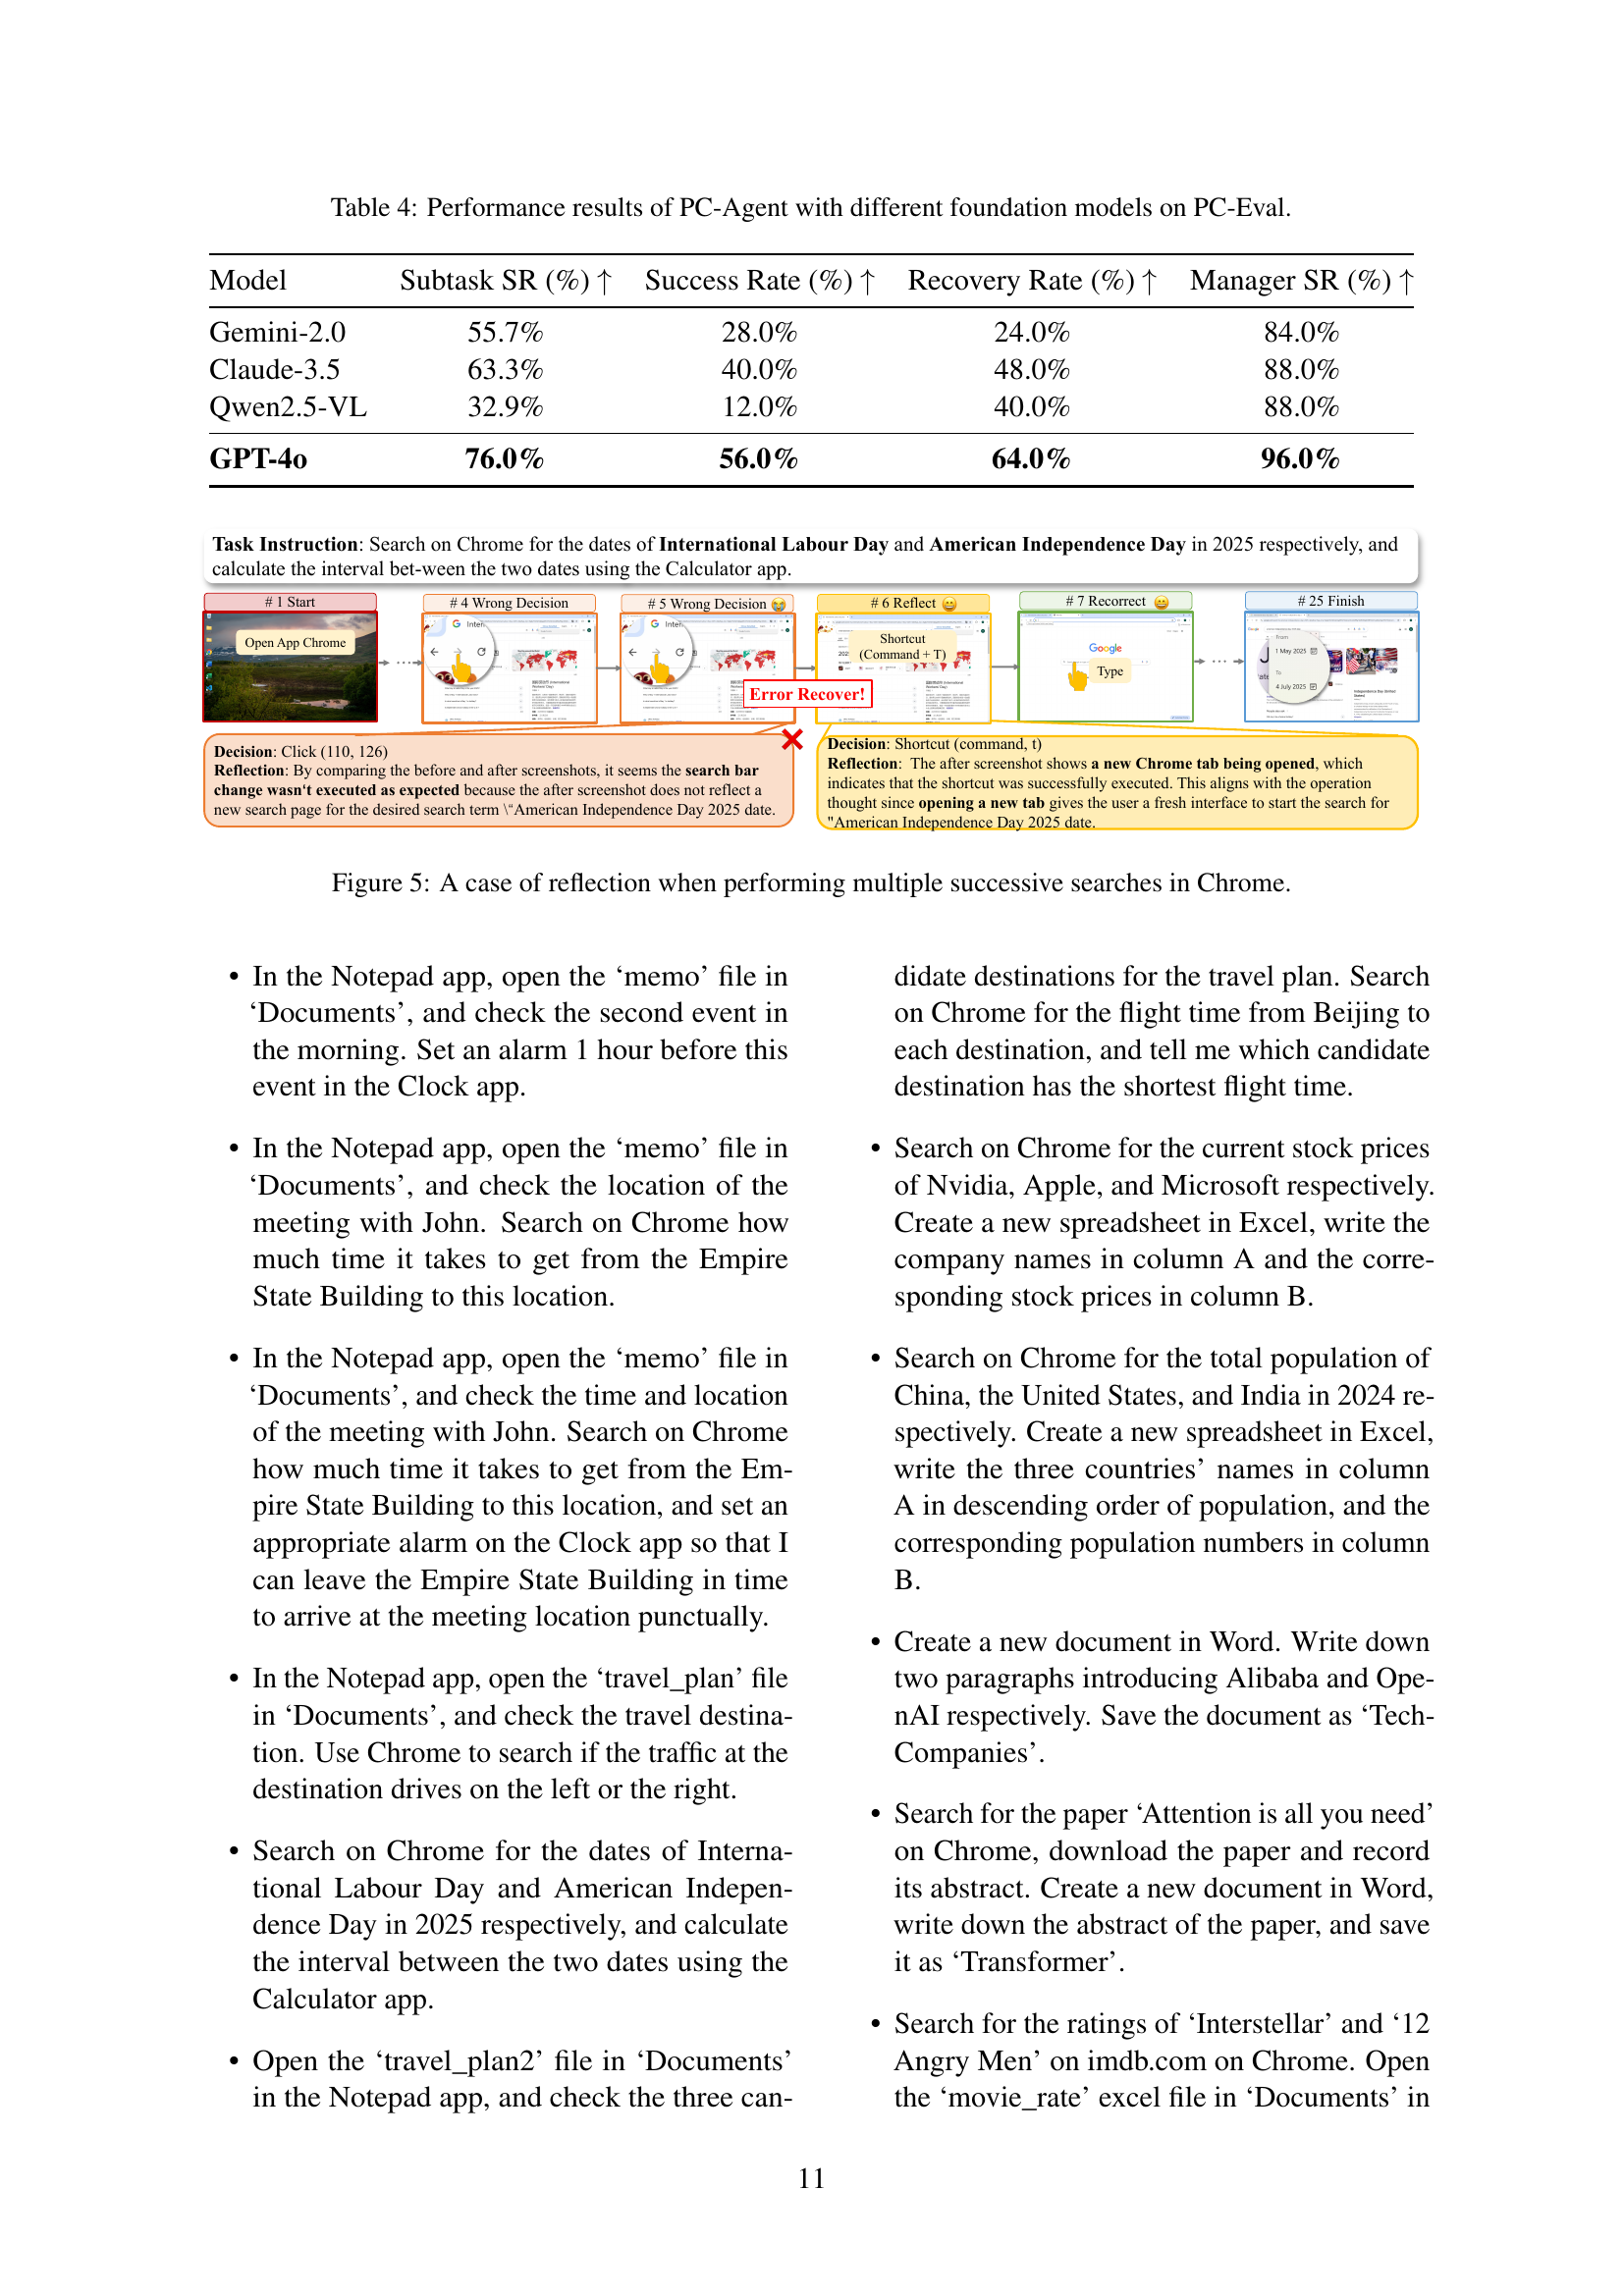 Table 4: Performance results of PC-Agent with different foundation models on PC-Eval.
Model Subtask SR (%) ↑ Success Rate (%) ↑ Recovery Rate (%) ↑ Manager SR (%) ↑
Gemini-2.0 55.7% 28.0% 24.0% 84.0%
Claude-3.5 63.3% 40.0% 48.0% 88.0%
Qwen2.5-VL 32.9% 12.0% 40.0% 88.0%
GPT-4o 76.0% 56.0% 64.0% 96.0%
Task Instruction: Search on Chrome for the dates of International Labour Day and American Independence Day in 2025 respectively, and
calculate the interval bet-ween the two dates using the Calculator app.
# 1 Start
# 4 Wrong Decision
# 5 Wrong Decision
# 6 Reflect
# 7 Recorrect
# 25 Finish
Open App Chrome
Shortcut
(Command + T)
Google
Type
1 May 2025
To
4 July 2025
Error Recover!
Decision: Click (110, 126)
Reflection: By comparing the before and after screenshots, it seems the search bar
change wasn‘t executed as expected because the after screenshot does not reflect a
new search page for the desired search term \“American Independence Day 2025 date.
Decision: Shortcut (command, t)
Reflection: The after screenshot shows a new Chrome tab being opened, which
indicates that the shortcut was successfully executed. This aligns with the operation
thought since opening a new tab gives the user a fresh interface to start the search for
"American Independence Day 2025 date.
Figure 5: A case of reflection when performing multiple successive searches in Chrome.
• In the Notepad app, open the ‘memo’ file in
‘Documents’, and check the second event in
the morning. Set an alarm 1 hour before this
event in the Clock app.
• In the Notepad app, open the ‘memo’ file in
‘Documents’, and check the location of the
meeting with John. Search on Chrome how
much time it takes to get from the Empire
State Building to this location.
• In the Notepad app, open the ‘memo’ file in
‘Documents’, and check the time and location
of the meeting with John. Search on Chrome
how much time it takes to get from the Em-
pire State Building to this location, and set an
appropriate alarm on the Clock app so that I
can leave the Empire State Building in time
to arrive at the meeting location punctually.
• In the Notepad app, open the ‘travel_plan’ file
in ‘Documents’, and check the travel destina-
tion. Use Chrome to search if the traffic at the
destination drives on the left or the right.
• Search on Chrome for the dates of Interna-
tional Labour Day and American Indepen-
dence Day in 2025 respectively, and calculate
the interval between the two dates using the
Calculator app.
• Open the ‘travel_plan2’ file in ‘Documents’
in the Notepad app, and check the three can-
didate destinations for the travel plan. Search
on Chrome for the flight time from Beijing to
each destination, and tell me which candidate
destination has the shortest flight time.
• Search on Chrome for the current stock prices
of Nvidia, Apple, and Microsoft respectively.
Create a new spreadsheet in Excel, write the
company names in column A and the corre-
sponding stock prices in column B.
• Search on Chrome for the total population of
China, the United States, and India in 2024 re-
spectively. Create a new spreadsheet in Excel,
write the three countries’ names in column
A in descending order of population, and the
corresponding population numbers in column
B.
• Create a new document in Word. Write down
two paragraphs introducing Alibaba and Ope-
nAI respectively. Save the document as ‘Tech-
Companies’.
• Search for the paper ‘Attention is all you need’
on Chrome, download the paper and record
its abstract. Create a new document in Word,
write down the abstract of the paper, and save
it as ‘Transformer’.
• Search for the ratings of ‘Interstellar’ and ‘12
Angry Men’ on imdb.com on Chrome. Open
the ‘movie_rate’ excel file in ‘Documents’ in
11